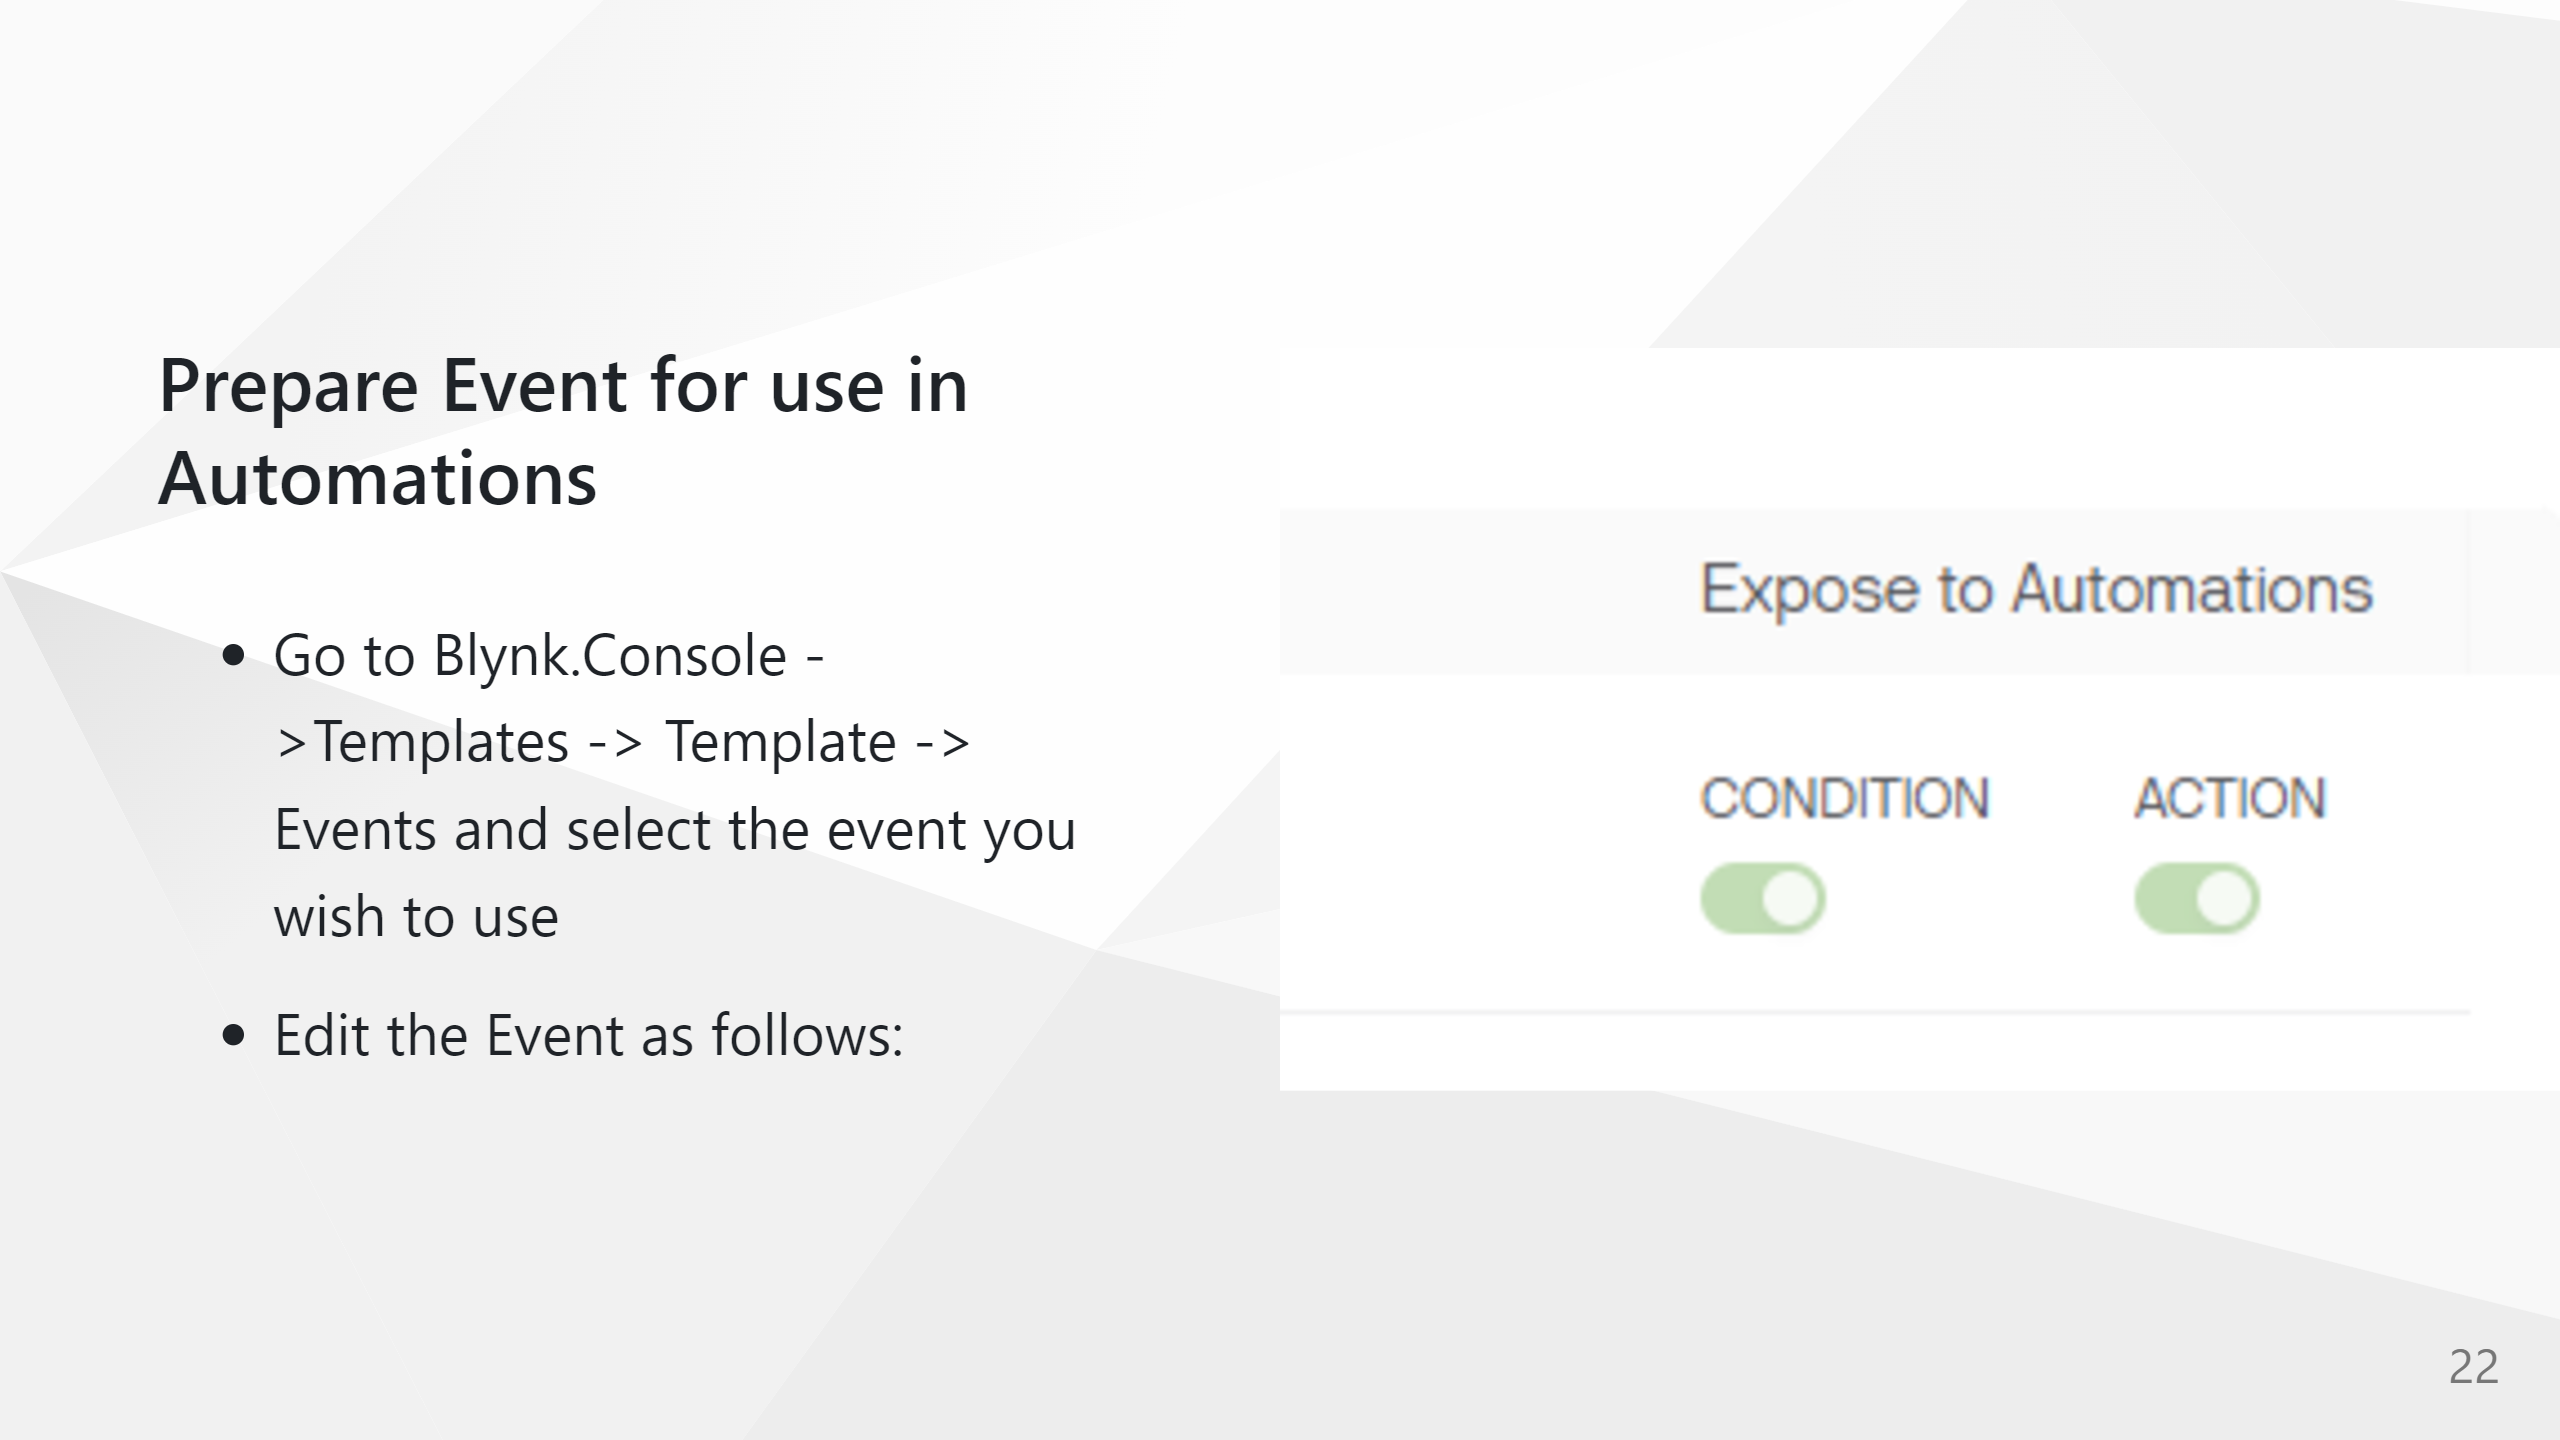 Prepare Event for use in
Automations
• Go to Blynk.Console -
>Templates -> Template ->
Events and select the event you
wish to use
• Edit the Event as follows:
Expose to Automations
CONDITION ACTION
22